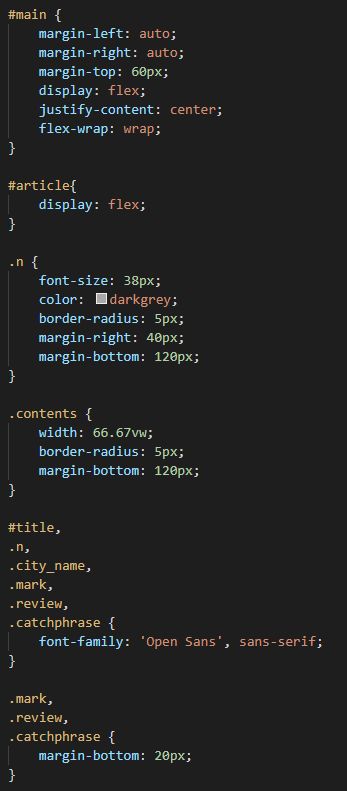 #main {
    margin-left: auto;
    margin-right: auto;
    margin-top: 60px;
    display: flex;
    justify-content: center;
    flex-wrap: wrap;
}

#article{
    display: flex;
}

.n {
    font-size: 38px;
    color: darkgrey;
    border-radius: 5px;
    margin-right: 40px;
    margin-bottom: 120px;
}

.contents {
    width: 66.67vw;
    border-radius: 5px;
    margin-bottom: 120px;
}

#title,
.n,
.city_name,
.mark,
.review,
.catchphrase {
    font-family: 'Open Sans', sans-serif;
}

.mark,
.review,
.catchphrase {
    margin-bottom: 20px;
}